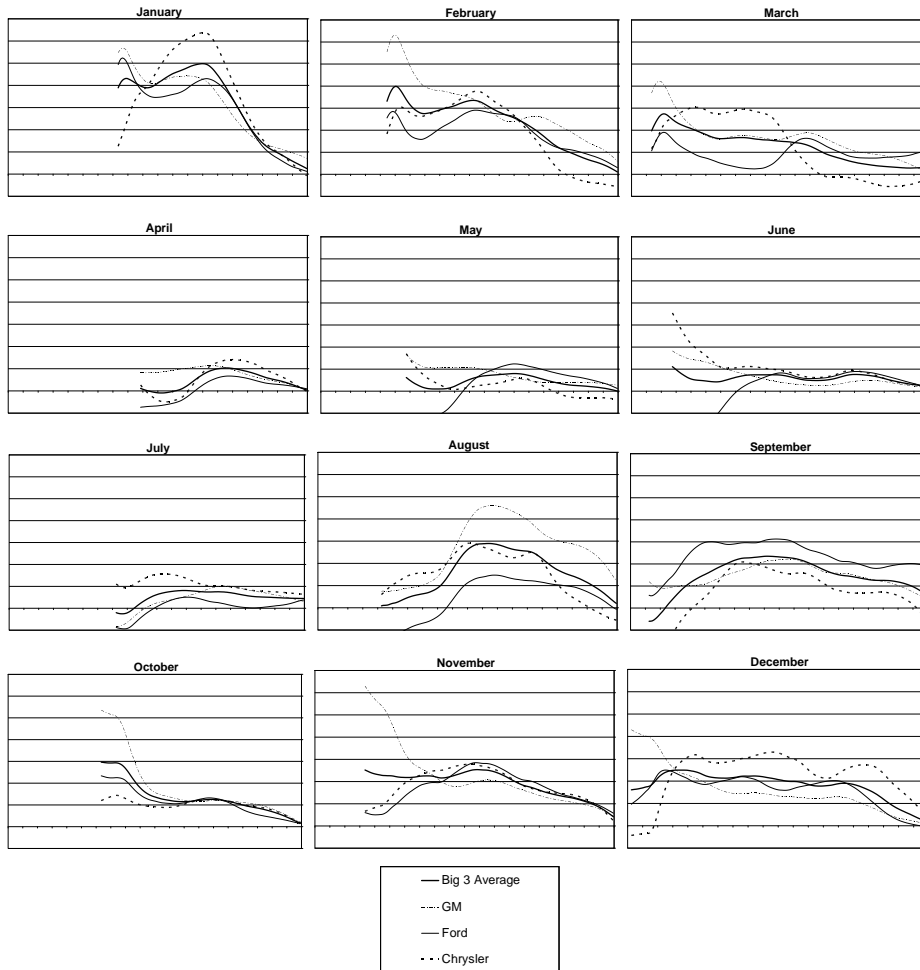 January
February
March
April
May
June
July
August
September
October
November
December
Big 3 Average
GM
Ford
Chrysler